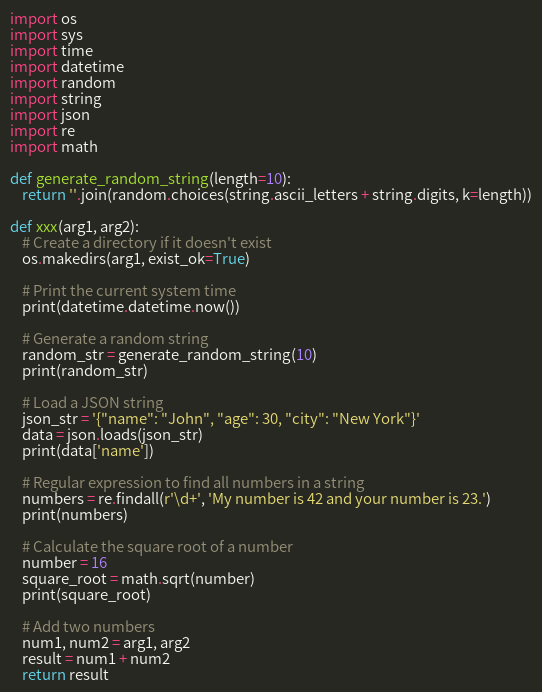 import os
import sys
import time
import datetime
import random
import string
import json
import re
import math

def generate_random_string(length=10):
    return ''.join(random.choices(string.ascii_letters + string.digits, k=length))

def xxx(arg1, arg2):
    # Create a directory if it doesn't exist
    os.makedirs(arg1, exist_ok=True)

    # Print the current system time
    print(datetime.datetime.now())

    # Generate a random string
    random_str = generate_random_string(10)
    print(random_str)

    # Load a JSON string
    json_str = '{"name": "John", "age": 30, "city": "New York"}'
    data = json.loads(json_str)
    print(data['name'])

    # Regular expression to find all numbers in a string
    numbers = re.findall(r'\d+', 'My number is 42 and your number is 23.')
    print(numbers)

    # Calculate the square root of a number
    number = 16
    square_root = math.sqrt(number)
    print(square_root)

    # Add two numbers
    num1, num2 = arg1, arg2
    result = num1 + num2
    return result